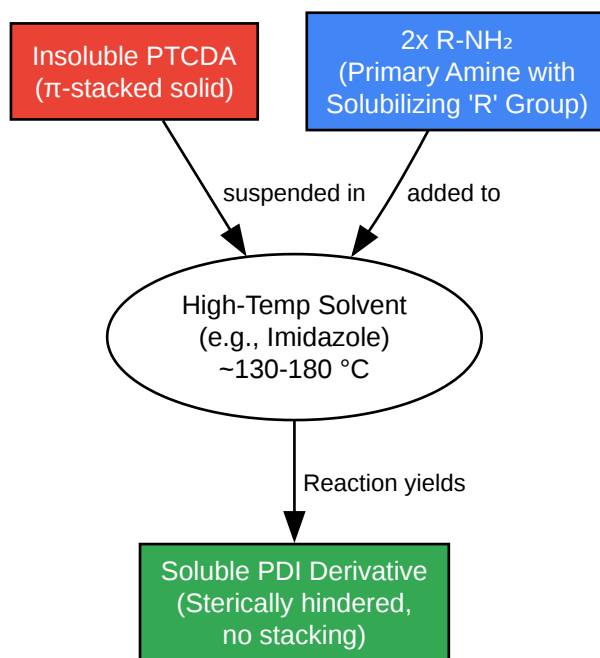 Insoluble PTCDA
(π-stacked solid)
2x R-NH₂
(Primary Amine with
Solubilizing 'R' Group)
suspended in
added to
High-Temp Solvent
(e.g., Imidazole)
~130-180 °C
Reaction yields
Soluble PDI Derivative
(Sterically hindered,
no stacking)